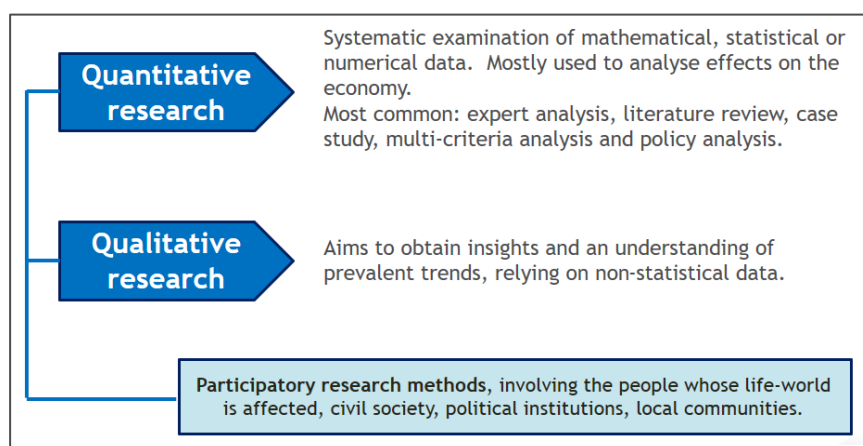 Quantitative
research
Systematic examination of mathematical, statistical or
numerical data. Mostly used to analyse effects on the
economy.
Most common: expert analysis, literature review, case
study, multi-criteria analysis and policy analysis.
Qualitative
research
Aims to obtain insights and an understanding of
prevalent trends, relying on non-statistical data.
Participatory research methods, involving the people whose life-world
is affected, civil society, political institutions, local communities.